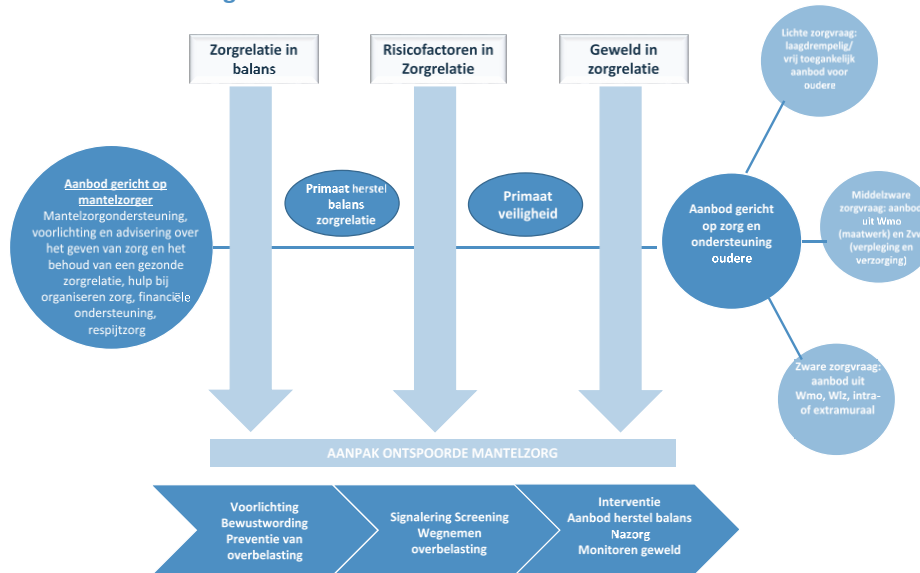 Zorgrelatie in
balans
Risicofactoren in
Zorgrelatie
Geweld in
zorgrelatie
Lichte zorgvraag:
laagdrempelig/
vrij toegankelijk
aanbod voor
oudere
Aanbod gericht op
mantelzorger
Mantelzorgondersteuning,
voorlichting en advisering over
het geven van zorg en het
behoud van een gezonde
zorgrelatie, hulp bij
organiseren zorg, financiële
ondersteuning,
respijtzorg
Primaat herstel
balans
zorgrelatie
Primaat
veiligheid
Aanbod gericht
op zorg en
ondersteuning
oudere
Middelzware
zorgvraag: aanbod
uit Wmo
(maatwerk) en Zvw
(verpleging en
verzorging)
Zware zorgvraag:
aanbod uit
Wmo, Wlz, intra-
of extramuraal
AANPAK ONTSPOORDE MANTELZORG
Voorlichting
Bewustwording
Preventie van
overbelasting
Signalering Screening
Wegnemen
overbelasting
Interventie
Aanbod herstel balans
Nazorg
Monitoren geweld